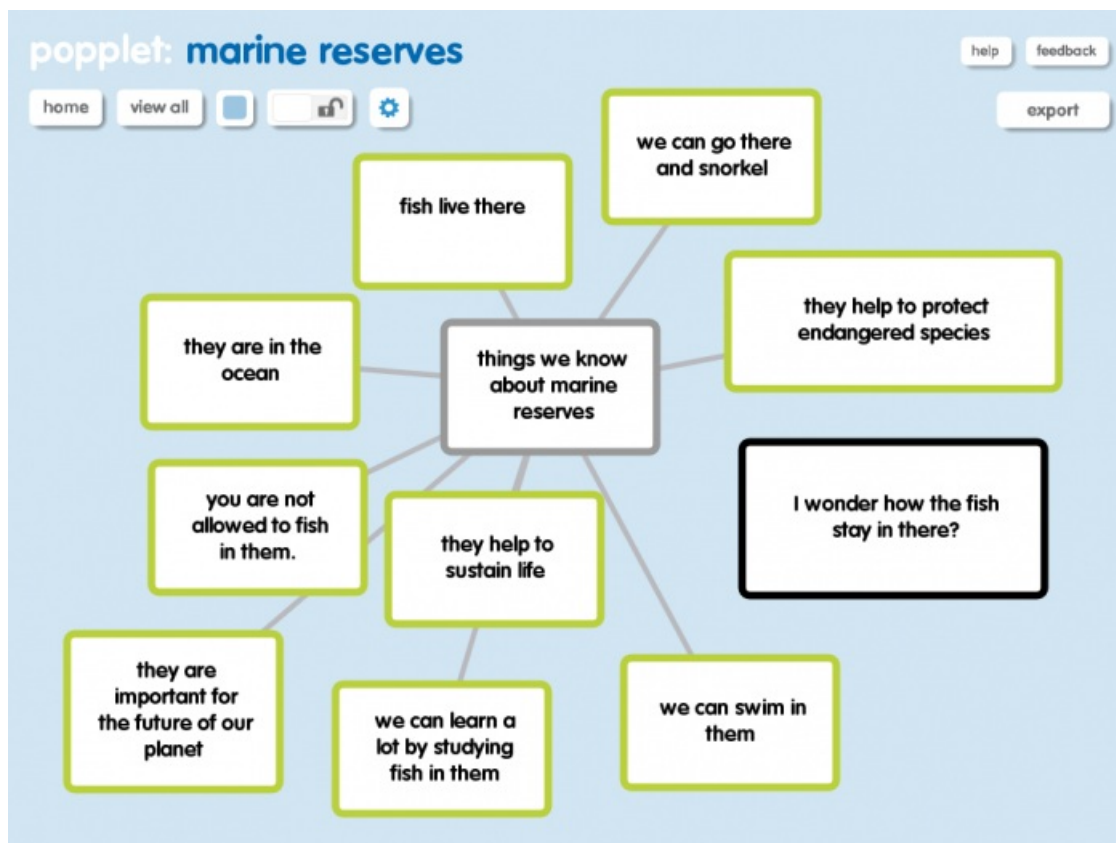 popplet: marine reserves
help
feedback
home
view all
export
we can go there
and snorkel
fish live there
they help to protect
endangered species
they are in the
ocean
things we know
about marine
reserves
you are not
allowed to fish
in them.
they help to
sustain life
I wonder how the fish
stay in there?
they are
important for
the future of our
planet
we can learn a
lot by studying
fish in them
we can swim in
them